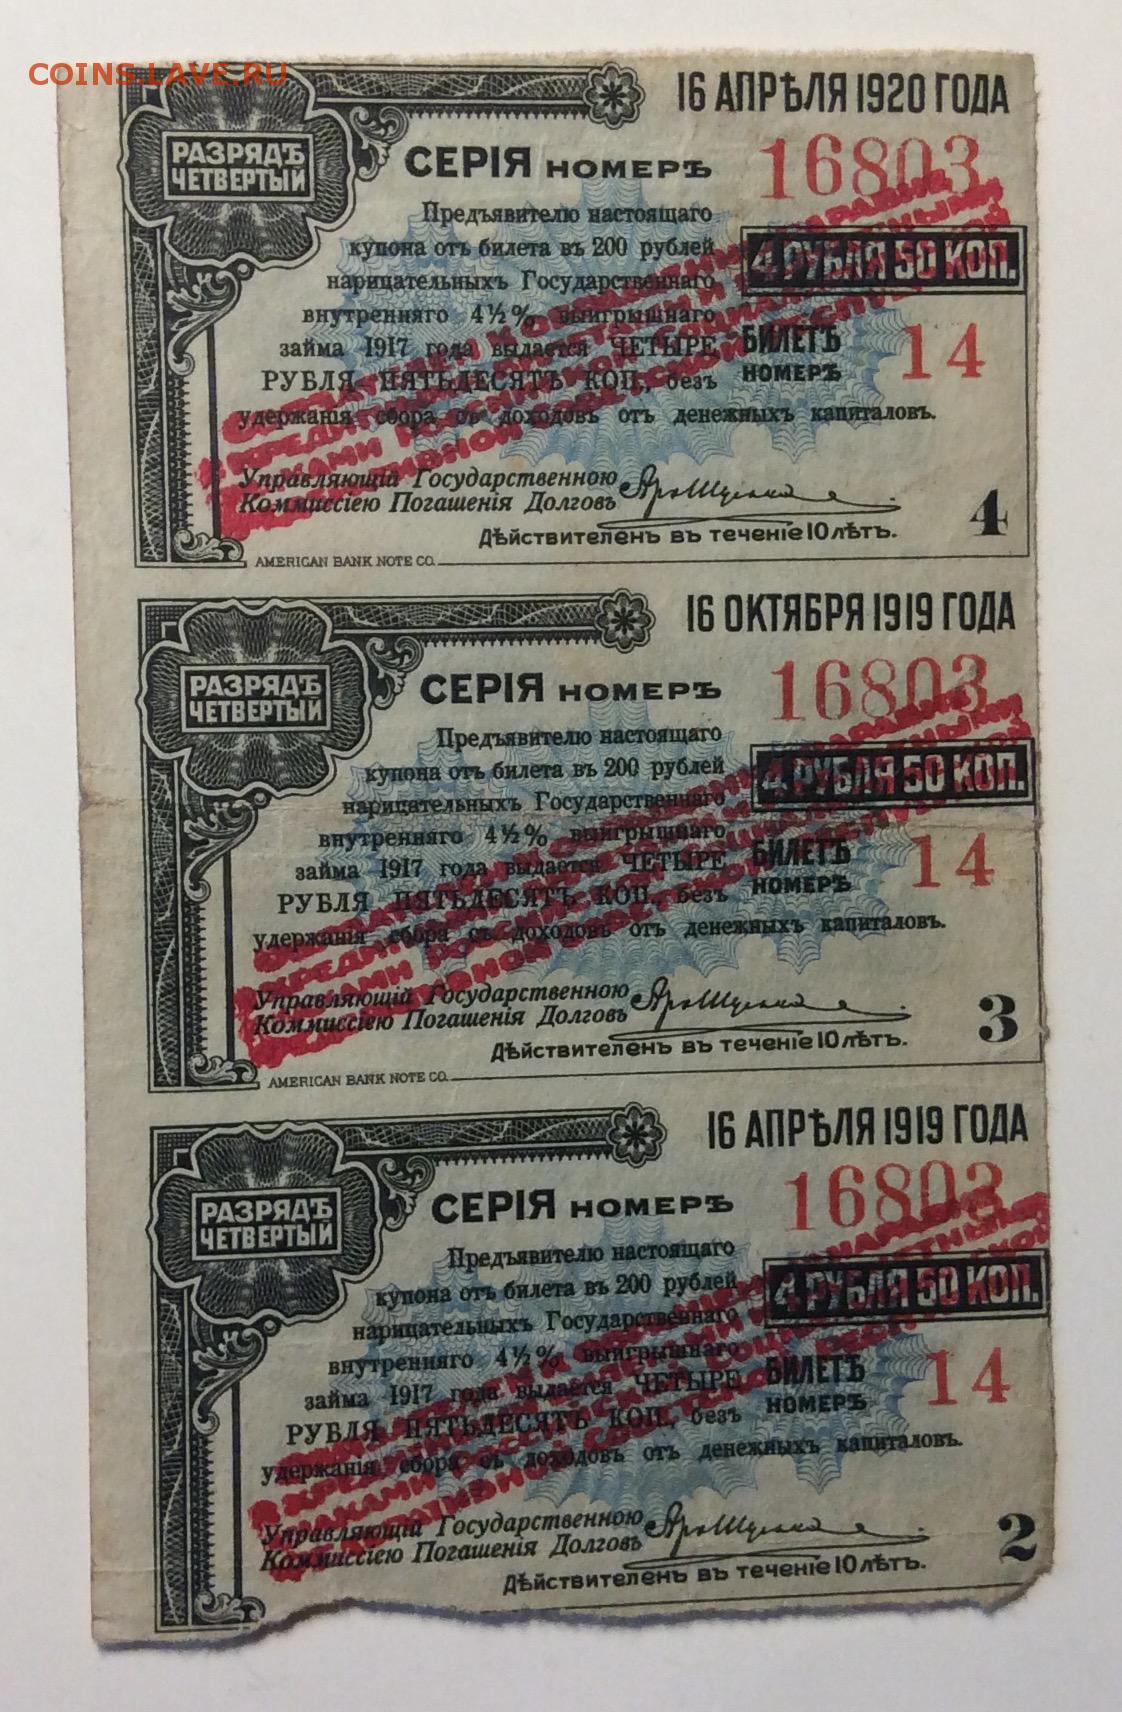 COINS.LAVE.RU
16 АПРѢЛЯ 1920 ГОДА
РАЗРЯДЪ
ЧЕТВЕРТЫЙ
СЕРІЯ НОМЕРЪ 16803
Предъявителю настоящаго
купона отъ билета въ 200 рублей
нарицательныхъ Государственнаго
внутренняго 4½% выигрышнаго
займа 1917 года выдается ЧЕТЫРЕ
РУБЛЯ ПЯТЬДЕСЯТЪ КОП., безъ
удержанія сбора съ доходовъ отъ денежныхъ капиталовъ.
4 РУБЛЯ 50 КОП.
БИЛЕТЪ
НОМЕРЪ 14
Управляющій Государственною
Коммиссіею Погашенія Долговъ
Дѣйствителенъ въ теченіе 10 лѣтъ.
4
AMERICAN BANK NOTE CO.
16 ОКТЯБРЯ 1919 ГОДА
РАЗРЯДЪ
ЧЕТВЕРТЫЙ
СЕРІЯ НОМЕРЪ 16803
Предъявителю настоящаго
купона отъ билета въ 200 рублей
нарицательныхъ Государственнаго
внутренняго 4½% выигрышнаго
займа 1917 года выдается ЧЕТЫРЕ
РУБЛЯ ПЯТЬДЕСЯТЪ КОП., безъ
удержанія сбора съ доходовъ отъ денежныхъ капиталовъ.
4 РУБЛЯ 50 КОП.
БИЛЕТЪ
НОМЕРЪ 14
Управляющій Государственною
Коммиссіею Погашенія Долговъ
Дѣйствителенъ въ теченіе 10 лѣтъ.
3
AMERICAN BANK NOTE CO.
16 АПРѢЛЯ 1919 ГОДА
РАЗРЯДЪ
ЧЕТВЕРТЫЙ
СЕРІЯ НОМЕРЪ 16803
Предъявителю настоящаго
купона отъ билета въ 200 рублей
нарицательныхъ Государственнаго
внутренняго 4½% выигрышнаго
займа 1917 года выдается ЧЕТЫРЕ
РУБЛЯ ПЯТЬДЕСЯТЪ КОП., безъ
удержанія сбора съ доходовъ отъ денежныхъ капиталовъ.
4 РУБЛЯ 50 КОП.
БИЛЕТЪ
НОМЕРЪ 14
Управляющій Государственною
Коммиссіею Погашенія Долговъ
Дѣйствителенъ въ теченіе 10 лѣтъ.
2